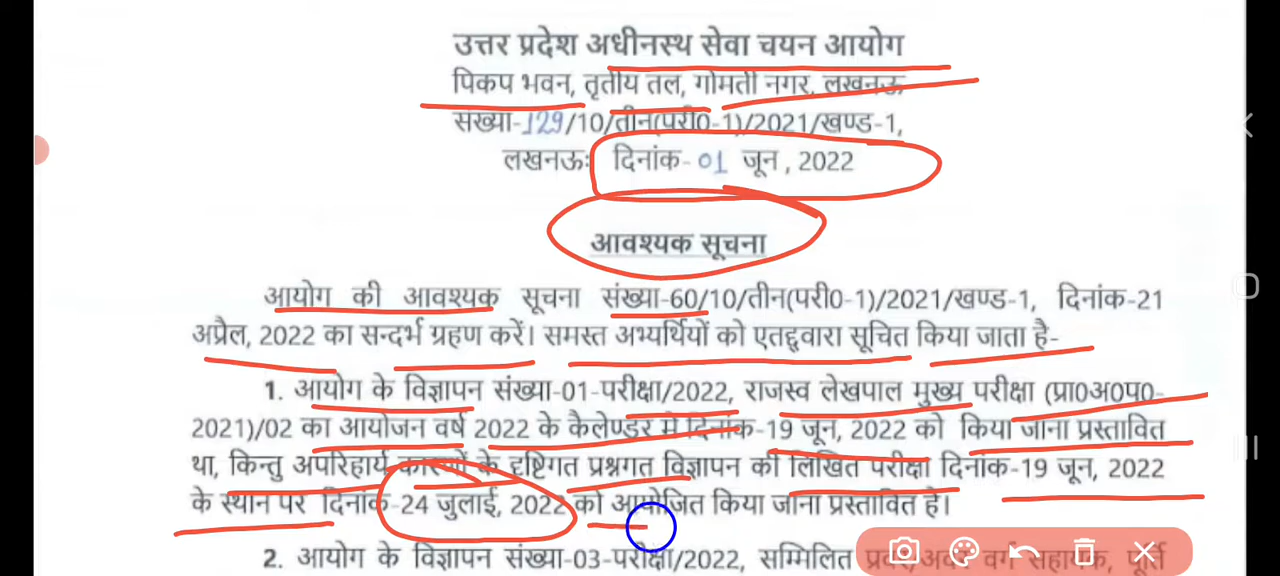 उत्तर प्रदेश अधीनस्थ सेवा चयन आयोग
पिकप भवन, तृतीय तल, गोमती नगर, लखनऊ
संख्या-129/10/तीन(परी0-1)/2021/खण्ड-1,
लखनऊः दिनांक- 01 जून, 2022
आवश्यक सूचना
आयोग की आवश्यक सूचना संख्या-60/10/तीन(परी0-1)/2021/खण्ड-1, दिनांक-21
अप्रैल, 2022 का सन्दर्भ ग्रहण करें। समस्त अभ्यर्थियों को एतद्द्वारा सूचित किया जाता है-
1. आयोग के विज्ञापन संख्या-01-परीक्षा/2022, राजस्व लेखपाल मुख्य परीक्षा (प्रा0अ0प0-
2021)/02 का आयोजन वर्ष 2022 के कैलेण्डर में दिनांक-19 जून, 2022 को किया जाना प्रस्तावित
था, किन्तु अपरिहार्य कारणों के दृष्टिगत प्रश्नगत विज्ञापन की लिखित परीक्षा दिनांक-19 जून, 2022
के स्थान पर दिनांक-24 जुलाई, 2022 को आयोजित किया जाना प्रस्तावित है।
2. आयोग के विज्ञापन संख्या-03-परीक्षा/2022, सम्मिलित वर्ग सहायक, पूर्ति